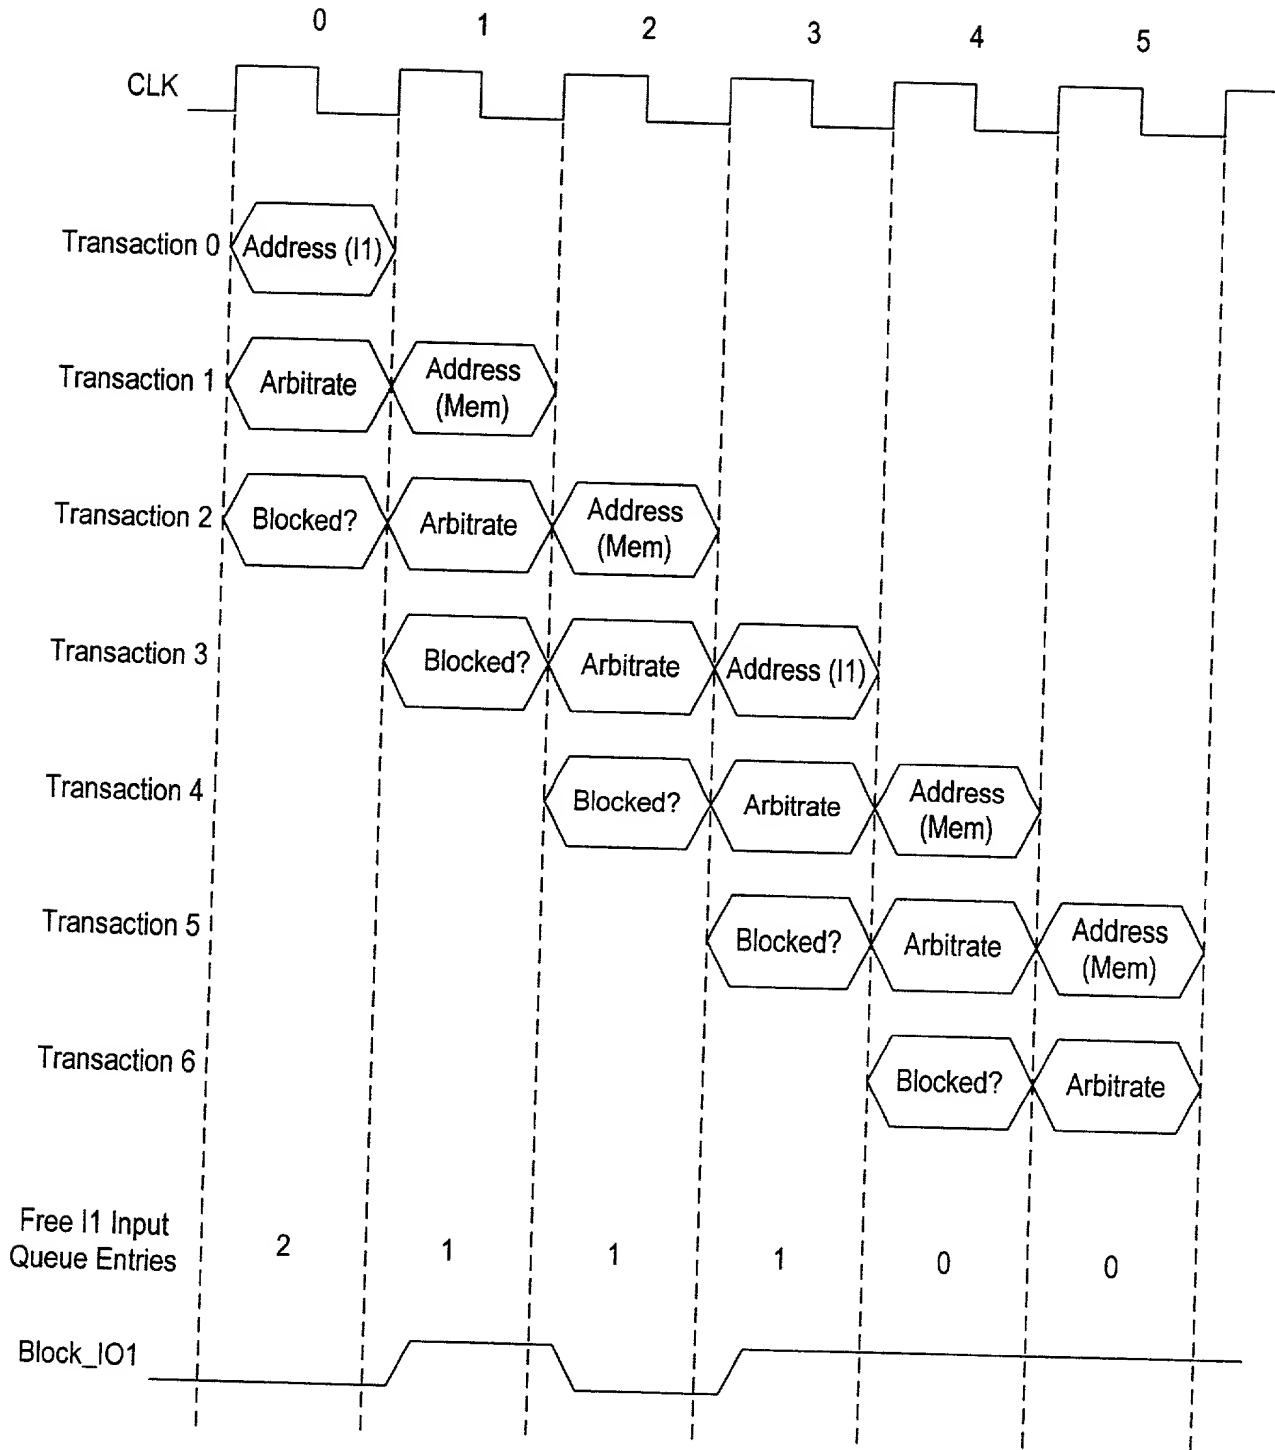 0 1 2 3 4 5
CLK
Transaction 0 Address (I1)
Transaction 1 Arbitrate Address
(Mem)
Transaction 2 Blocked? Arbitrate Address
(Mem)
Transaction 3 Blocked? Arbitrate Address (I1)
Transaction 4 Blocked? Arbitrate Address
(Mem)
Transaction 5 Blocked? Arbitrate Address
(Mem)
Transaction 6 Blocked? Arbitrate
Free I1 Input
Queue Entries 2 1 1 1 0 0
Block_IO1